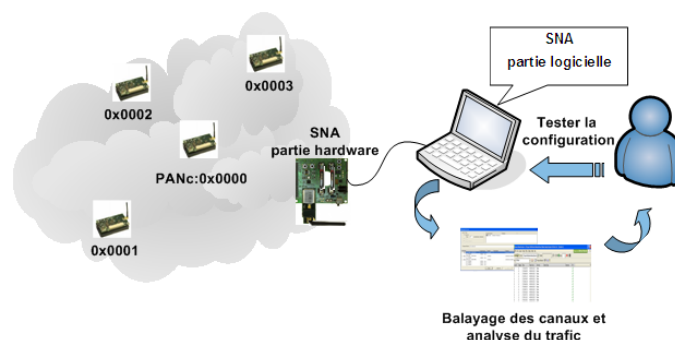 SNA
partie logicielle
0x0003
0x0002
SNA
partie hardware
Tester la
configuration
PANc:0x0000
0x0001
Balayage des canaux et
analyse du trafic